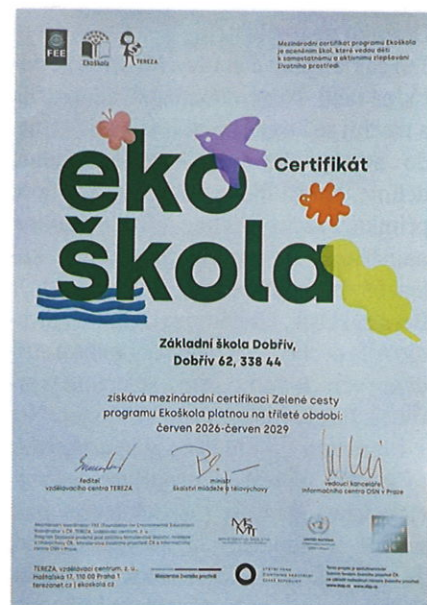 FEE
Ekoškola
TEREZA
Mezinárodní certifikát programu Ekoškola
je oceněním škol, které vedou děti
k samostatnému a aktivnímu zlepšování
životního prostředí.
eko
Certifikát
škola
Základní škola Dobřív,
Dobřív 62, 338 44
získává mezinárodní certifikaci Zelené cesty
programu Ekoškola platnou na tříleté období:
červen 2026-červen 2029
ředitel
vzdělávacího centra TEREZA
ministr
školství mládeže a tělovýchovy
vedoucí kanceláře
informačního centra OSN v Praze
TEREZA, vzdělávací centrum, z. ú.
Haštalská 17, 110 00 Praha 1
terezanet.cz | ekoskola.cz
Ministerstvo životního prostředí